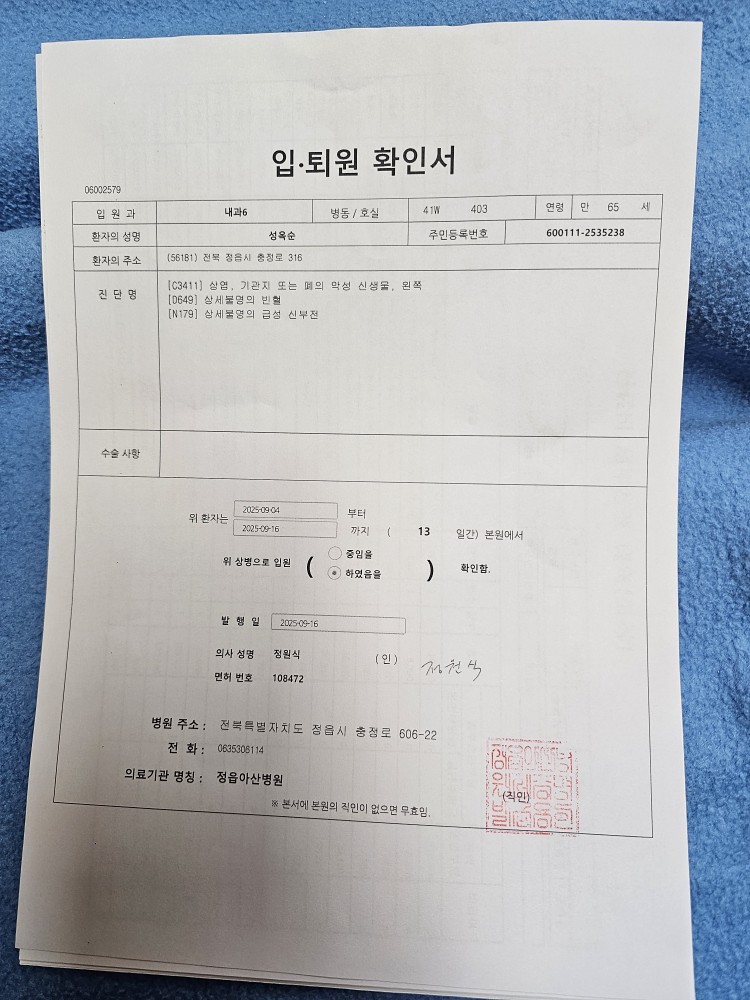 입·퇴원 확인서
06002579
입 원 과 내과6 병동 / 호실 41W 403 연령 만 65 세
환자의 성명 성옥순 주민등록번호 600111-2535238
환자의 주소 (56181) 전북 정읍시 충정로 316
진 단 명 [C3411] 상엽, 기관지 또는 폐의 악성 신생물, 왼쪽
[D649] 상세불명의 빈혈
[N179] 상세불명의 급성 신부전
수술 사항
위 환자는 2025-09-04 부터
2025-09-16 까지 ( 13 일간) 본원에서
위 상병으로 입원 ( 중임을
하였음을 ) 확인함.
발 행 일 2025-09-16
의사 성명 정원식 (인) 정원식
면허 번호 108472
병원 주소 : 전북특별자치도 정읍시 충정로 606-22
전 화 : 0635306114
의료기관 명칭 : 정읍아산병원
(직인)
※ 본서에 본원의 직인이 없으면 무효임.